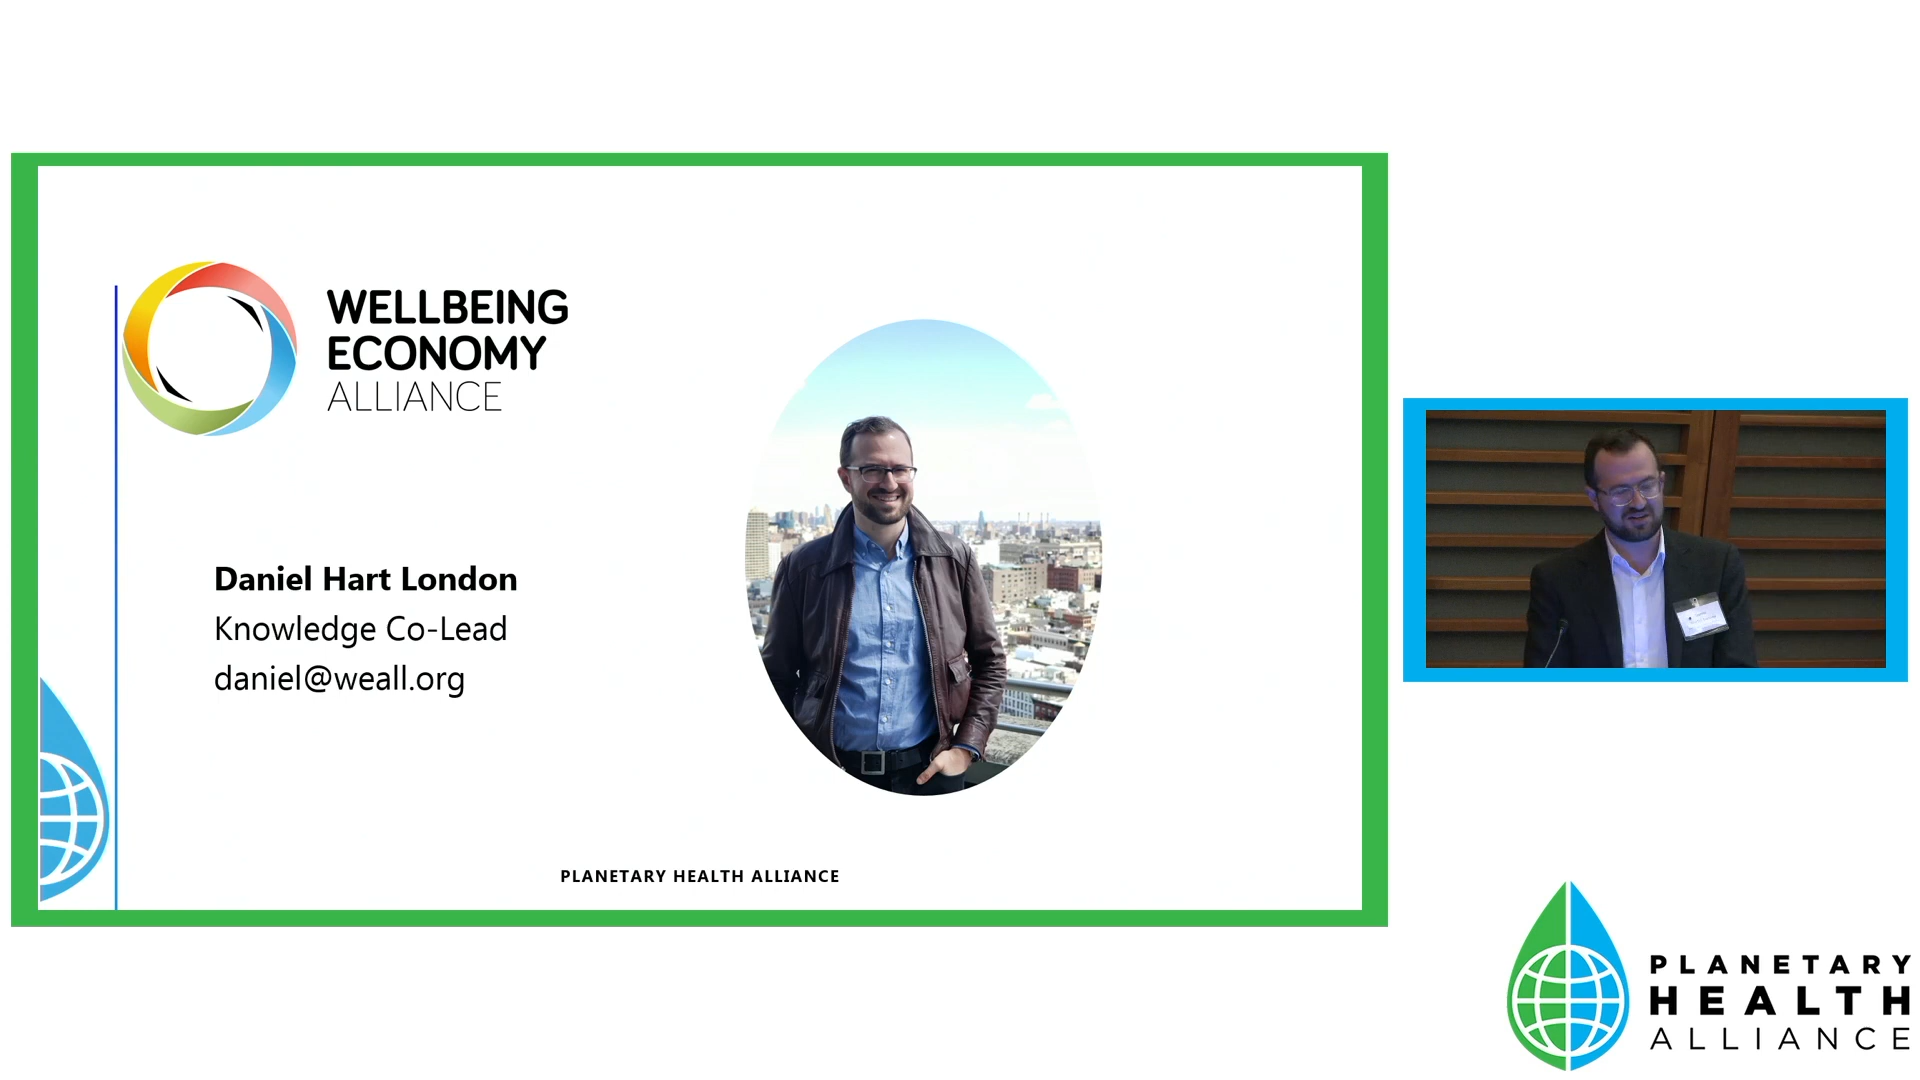 WELLBEING
ECONOMY
ALLIANCE
Daniel Hart London
Knowledge Co-Lead
daniel@weall.org
PLANETARY HEALTH ALLIANCE
PLANETARY
HEALTH
ALLIANCE